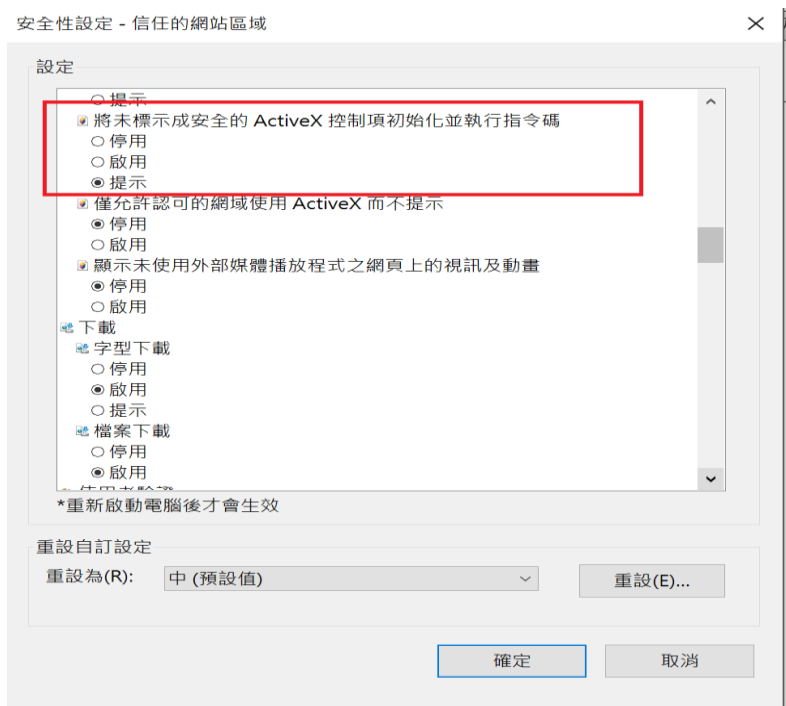 安全性設定 - 信任的網站區域
設定
提示
將未標示成安全的 ActiveX 控制項初始化並執行指令碼
停用
啟用
提示
僅允許認可的網域使用 ActiveX 而不提示
停用
啟用
顯示未使用外部媒體播放程式之網頁上的視訊及動畫
停用
啟用
下載
字型下載
停用
啟用
提示
檔案下載
停用
啟用
使用者驗證
*重新啟動電腦後才會生效
重設自訂設定
重設為(R): 中 (預設值) 重設(E)...
確定 取消